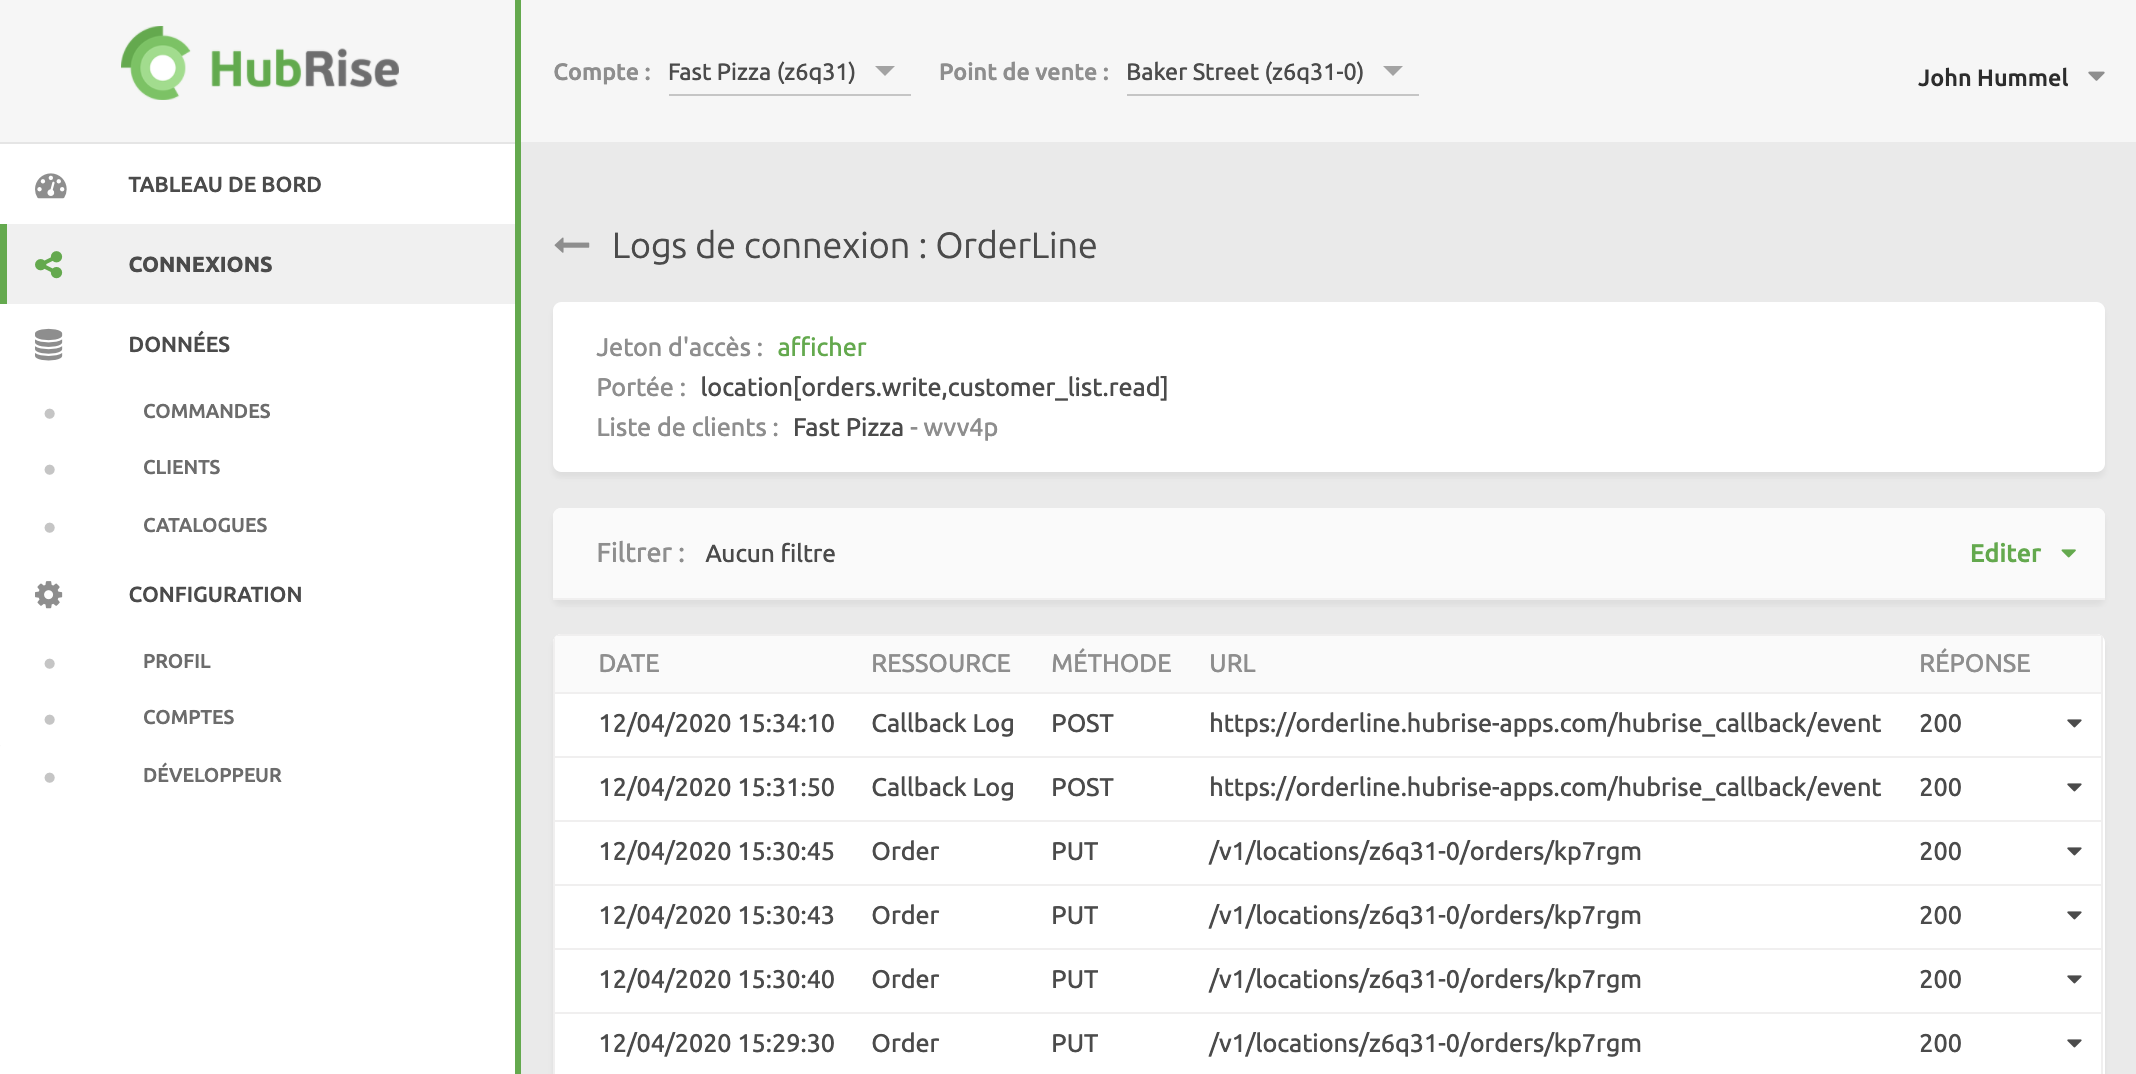 HubRise
Compte : Fast Pizza (z6q31) Point de vente : Baker Street (z6q31-0) John Hummel
TABLEAU DE BORD
CONNEXIONS
DONNÉES
COMMANDES
CLIENTS
CATALOGUES
CONFIGURATION
PROFIL
COMPTES
DÉVELOPPEUR
Logs de connexion : OrderLine
Jeton d'accès : afficher
Portée : location[orders.write,customer_list.read]
Liste de clients : Fast Pizza - wvv4p
Filtrer : Aucun filtre Editer
DATE RESSOURCE MÉTHODE URL RÉPONSE
12/04/2020 15:34:10 Callback Log POST https://orderline.hubrise-apps.com/hubrise_callback/event 200
12/04/2020 15:31:50 Callback Log POST https://orderline.hubrise-apps.com/hubrise_callback/event 200
12/04/2020 15:30:45 Order PUT /v1/locations/z6q31-0/orders/kp7rgm 200
12/04/2020 15:30:43 Order PUT /v1/locations/z6q31-0/orders/kp7rgm 200
12/04/2020 15:30:40 Order PUT /v1/locations/z6q31-0/orders/kp7rgm 200
12/04/2020 15:29:30 Order PUT /v1/locations/z6q31-0/orders/kp7rgm 200